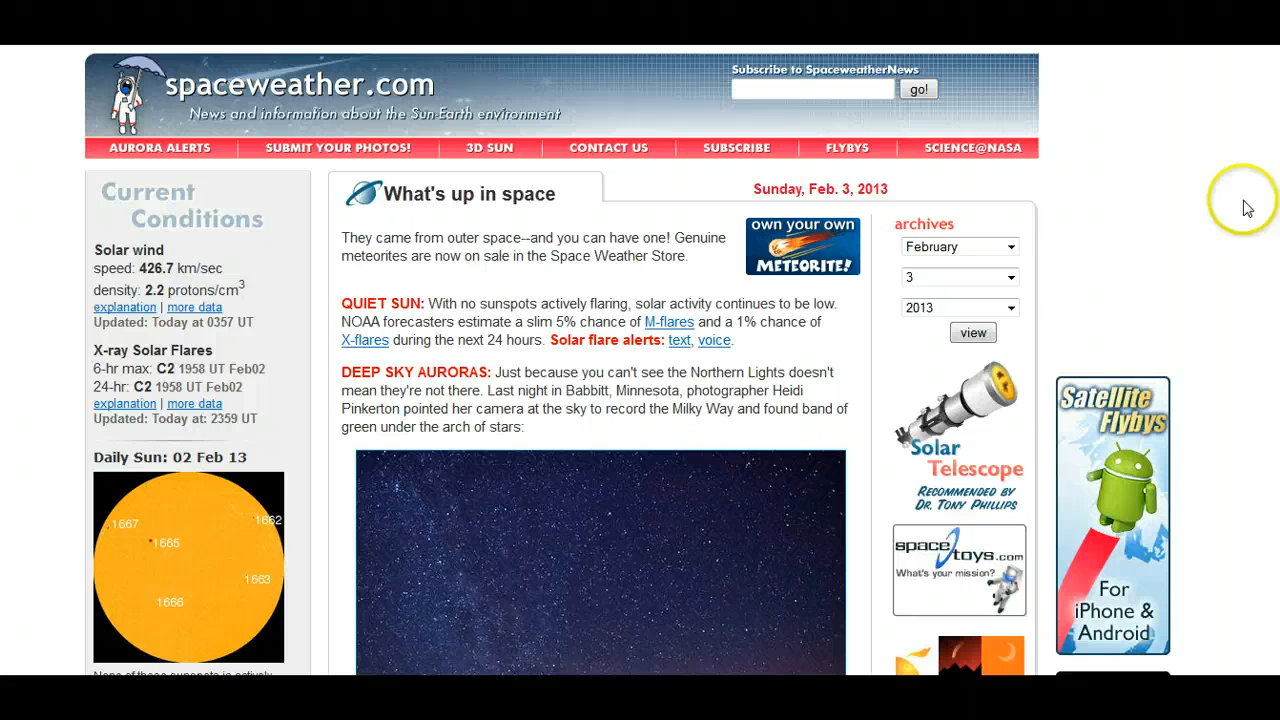 spaceweather.com
News and information about the Sun-Earth environment
Subscribe to SpaceweatherNews
go!
AURORA ALERTS
SUBMIT YOUR PHOTOS!
3D SUN
CONTACT US
SUBSCRIBE
FLYBYS
SCIENCE@NASA
Current
Conditions
Solar wind
speed: 426.7 km/sec
density: 2.2 protons/cm3
explanation | more data
Updated: Today at 0357 UT
X-ray Solar Flares
6-hr max: C2 1958 UT Feb02
24-hr: C2 1958 UT Feb02
explanation | more data
Updated: Today at: 2359 UT
Daily Sun: 02 Feb 13
1667
1662
1665
1663
1666
None of these sunspots is actively
What's up in space
Sunday, Feb. 3, 2013
They came from outer space--and you can have one! Genuine
meteorites are now on sale in the Space Weather Store.
own your own
METEORITE!
QUIET SUN: With no sunspots actively flaring, solar activity continues to be low.
NOAA forecasters estimate a slim 5% chance of M-flares and a 1% chance of
X-flares during the next 24 hours. Solar flare alerts: text, voice.
DEEP SKY AURORAS: Just because you can't see the Northern Lights doesn't
mean they're not there. Last night in Babbitt, Minnesota, photographer Heidi
Pinkerton pointed her camera at the sky to record the Milky Way and found band of
green under the arch of stars:
archives
February
3
2013
view
Solar
Telescope
RECOMMENDED BY
DR. TONY PHILLIPS
spacetoys.com
What's your mission?
Satellite
Flybys
For
iPhone &
Android